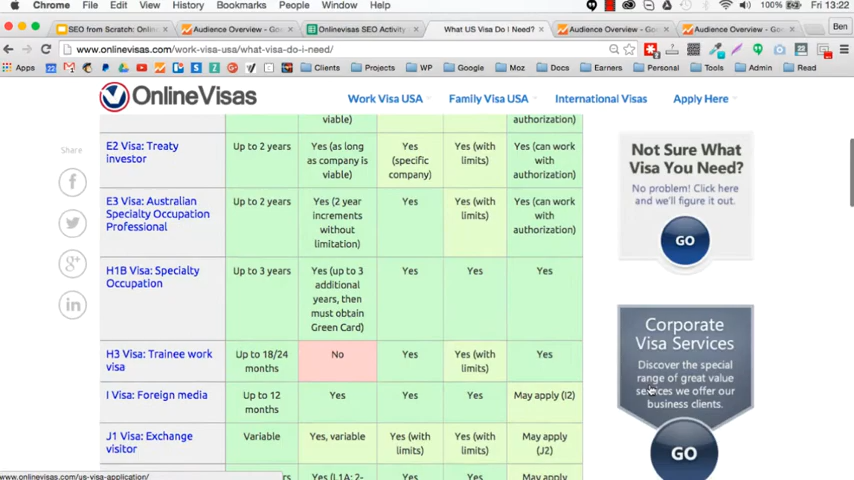 Chrome File Edit View History Bookmarks People Window Help 100% Fri 13:22
SEO from Scratch: Online
Audience Overview - Goog
Onlinevisas SEO Activity
What US Visa Do I Need?
Audience Overview - Goog
Audience Overview - Goog
Ben
www.onlinevisas.com/work-visa-usa/what-visa-do-i-need/
Apps Clients Projects WP Google Moz Docs Earners Personal Tools Admin Read
OnlineVisas
Work Visa USA
Family Visa USA
International Visas
Apply Here
viable)
authorization)
E2 Visa: Treaty
investor
Up to 2 years
Yes (as long
as company is
viable)
Yes
(specific
company)
Yes (with
limits)
Yes (can work
with
authorization)
E3 Visa: Australian
Specialty Occupation
Professional
Up to 2 years
Yes (2 year
increments
without
limitation)
Yes
Yes (with
limits)
Yes (can work
with
authorization)
H1B Visa: Specialty
Occupation
Up to 3 years
Yes (up to 3
additional
years, then
must obtain
Green Card)
Yes
Yes
Yes
H3 Visa: Trainee work
visa
Up to 18/24
months
No
Yes
Yes (with
limits)
Yes
I Visa: Foreign media
Up to 12
months
Yes
Yes
Yes
May apply (I2)
J1 Visa: Exchange
visitor
Variable
Yes, variable
Yes (with
limits)
Yes (with
limits)
May apply
(J2)
Yes (L1A: 2-
Yes
Yes
May apply
Share
Not Sure What
Visa You Need?
No problem! Click here
and we'll figure it out.
GO
Corporate
Visa Services
Discover the special
range of great value
services we offer our
business clients.
GO
www.onlinevisas.com/us-visa-application/